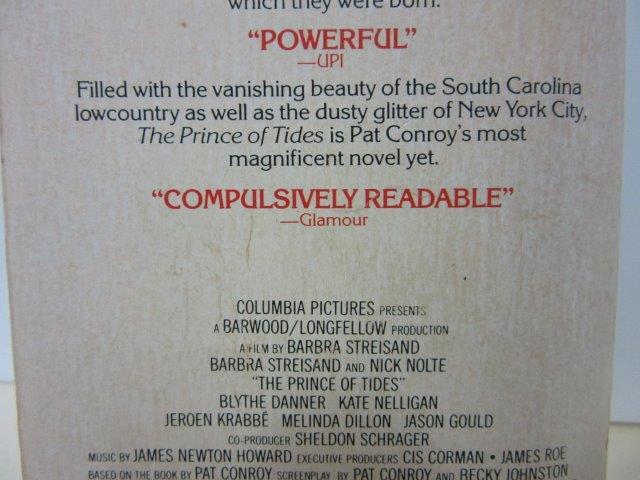 which they were born.
"POWERFUL"
—UPI
Filled with the vanishing beauty of the South Carolina
lowcountry as well as the dusty glitter of New York City,
The Prince of Tides is Pat Conroy's most
magnificent novel yet.
"COMPULSIVELY READABLE"
—Glamour
COLUMBIA PICTURES PRESENTS
A BARWOOD/LONGFELLOW PRODUCTION
A FILM BY BARBRA STREISAND
BARBRA STREISAND AND NICK NOLTE
"THE PRINCE OF TIDES"
BLYTHE DANNER KATE NELLIGAN
JEROEN KRABBÉ MELINDA DILLON JASON GOULD
CO-PRODUCER SHELDON SCHRAGER
MUSIC BY JAMES NEWTON HOWARD EXECUTIVE PRODUCERS CIS CORMAN • JAMES ROE
BASED ON THE BOOK BY PAT CONROY SCREENPLAY BY PAT CONROY AND BECKY JOHNSTON